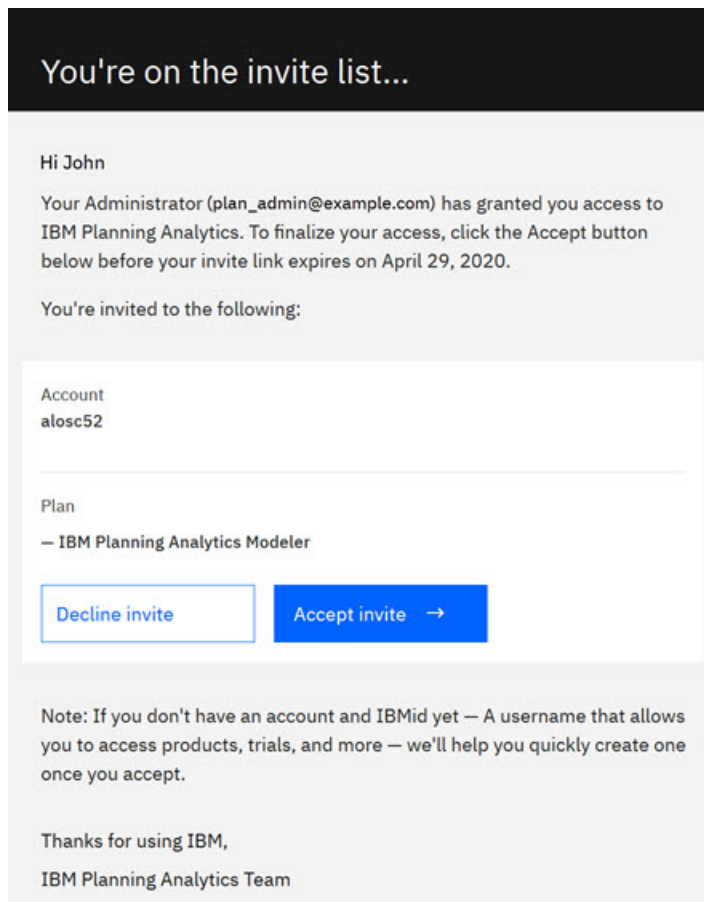 You're on the invite list...
Hi John
Your Administrator (plan_admin@example.com) has granted you access to
IBM Planning Analytics. To finalize your access, click the Accept button
below before your invite link expires on April 29, 2020.
You're invited to the following:
Account
alosc52
Plan
— IBM Planning Analytics Modeler
Decline invite
Accept invite →
Note: If you don't have an account and IBMid yet — A username that allows
you to access products, trials, and more — we'll help you quickly create one
once you accept.
Thanks for using IBM,
IBM Planning Analytics Team